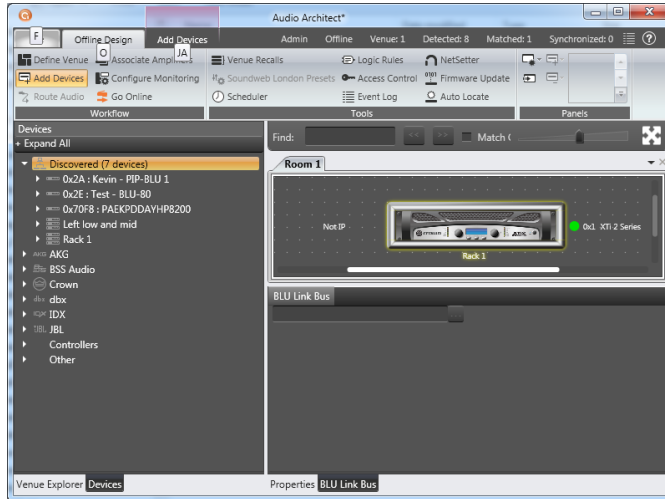 Audio Architect*
F
Offline Design
Add Devices
Admin
Offline
Venue: 1
Detected: 8
Matched: 1
Synchronized: 0
O
JA
Define Venue
Associate Amplifiers
Venue Recalls
Logic Rules
NetSetter
Add Devices
Configure Monitoring
Soundweb London Presets
Access Control
Firmware Update
Route Audio
Go Online
Scheduler
Event Log
Auto Locate
Workflow
Tools
Panels
Devices
+ Expand All
Discovered (7 devices)
0x2A : Kevin - PIP-BLU 1
0x2E : Test - BLU-80
0x70F8 : PAEKPDDAYHP8200
Left low and mid
Rack 1
AKG AKG
BSS Audio
Crown
dbx dbx
IDX
JBL JBL
Controllers
Other
Venue Explorer
Devices
Find:
<<
>>
Match (
Room 1
Not IP
0x1 XTi 2 Series
Rack 1
BLU Link Bus
...
Properties
BLU Link Bus